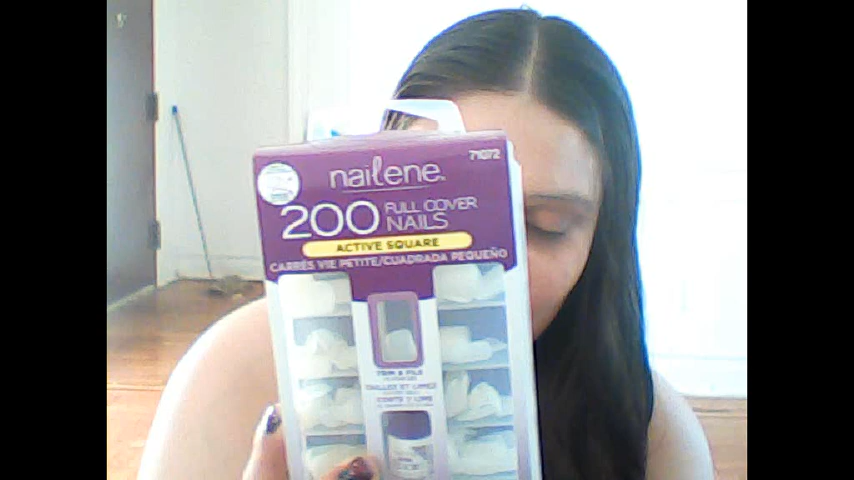 nailene
71072
200 FULL COVER
NAILS
ACTIVE SQUARE
CARRÉS VIE PETITE/CUADRADA PEQUEÑO
TRIM & FILE
TAILLEZ ET LIMEZ
CORTE Y LIME